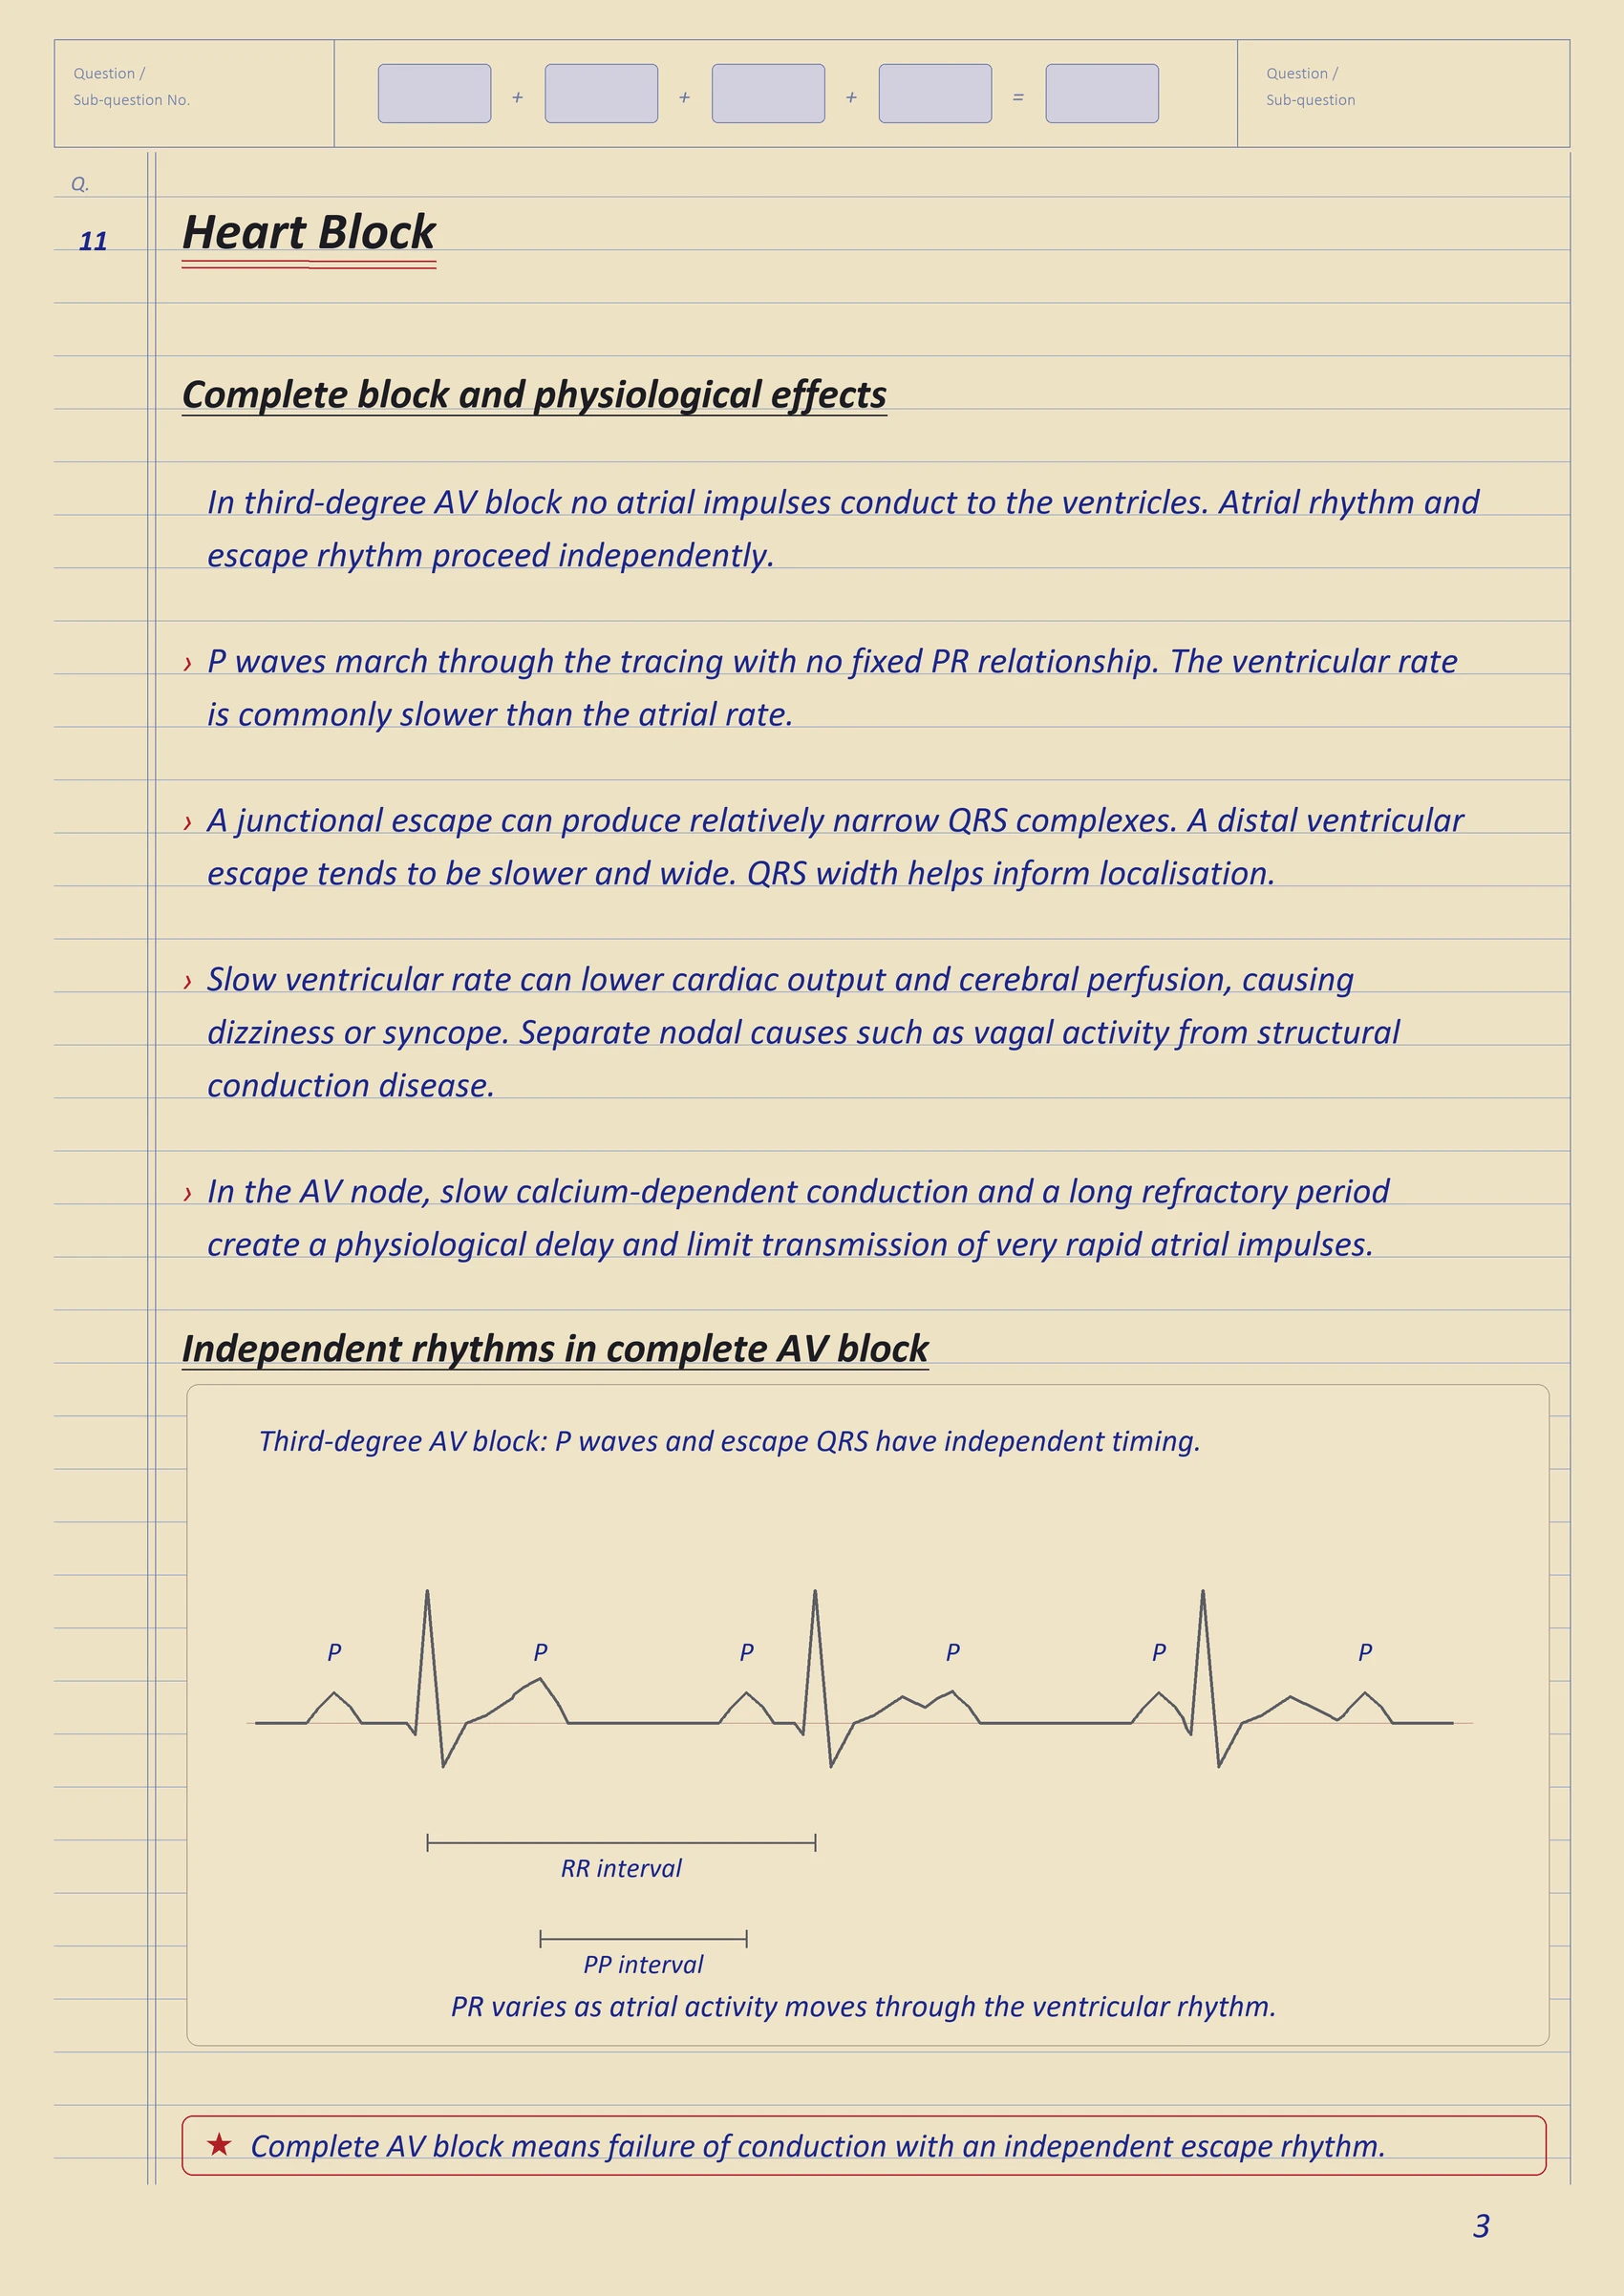 Question /
Sub-question No.
+ + + =
Question /
Sub-question
Q.
11
Heart Block
Complete block and physiological effects
In third-degree AV block no atrial impulses conduct to the ventricles. Atrial rhythm and
escape rhythm proceed independently.
› P waves march through the tracing with no fixed PR relationship. The ventricular rate
is commonly slower than the atrial rate.
› A junctional escape can produce relatively narrow QRS complexes. A distal ventricular
escape tends to be slower and wide. QRS width helps inform localisation.
› Slow ventricular rate can lower cardiac output and cerebral perfusion, causing
dizziness or syncope. Separate nodal causes such as vagal activity from structural
conduction disease.
› In the AV node, slow calcium-dependent conduction and a long refractory period
create a physiological delay and limit transmission of very rapid atrial impulses.
Independent rhythms in complete AV block
Third-degree AV block: P waves and escape QRS have independent timing.
P P P P P P
RR interval
PP interval
PR varies as atrial activity moves through the ventricular rhythm.
★ Complete AV block means failure of conduction with an independent escape rhythm.
3